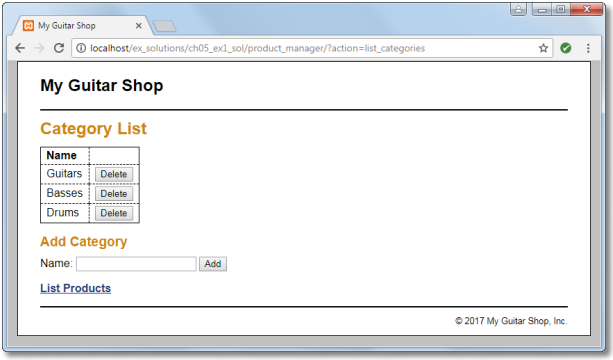 My Guitar Shop
localhost/ex_solutions/ch05_ex1_sol/product_manager/?action=list_categories
My Guitar Shop
Category List
Name
Guitars Delete
Basses Delete
Drums Delete
Add Category
Name: Add
List Products
© 2017 My Guitar Shop, Inc.